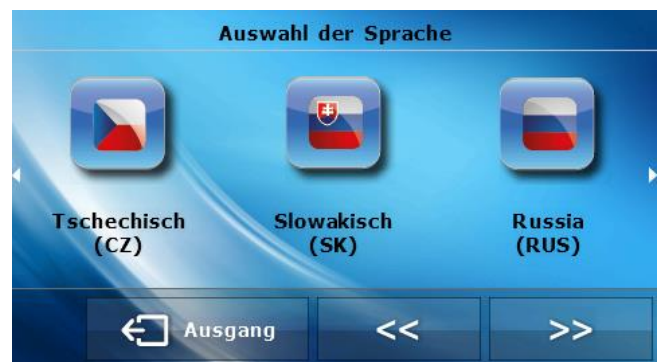 Auswahl der Sprache
Tschechisch
(CZ)
Slowakisch
(SK)
Russia
(RUS)
Ausgang
<<
>>